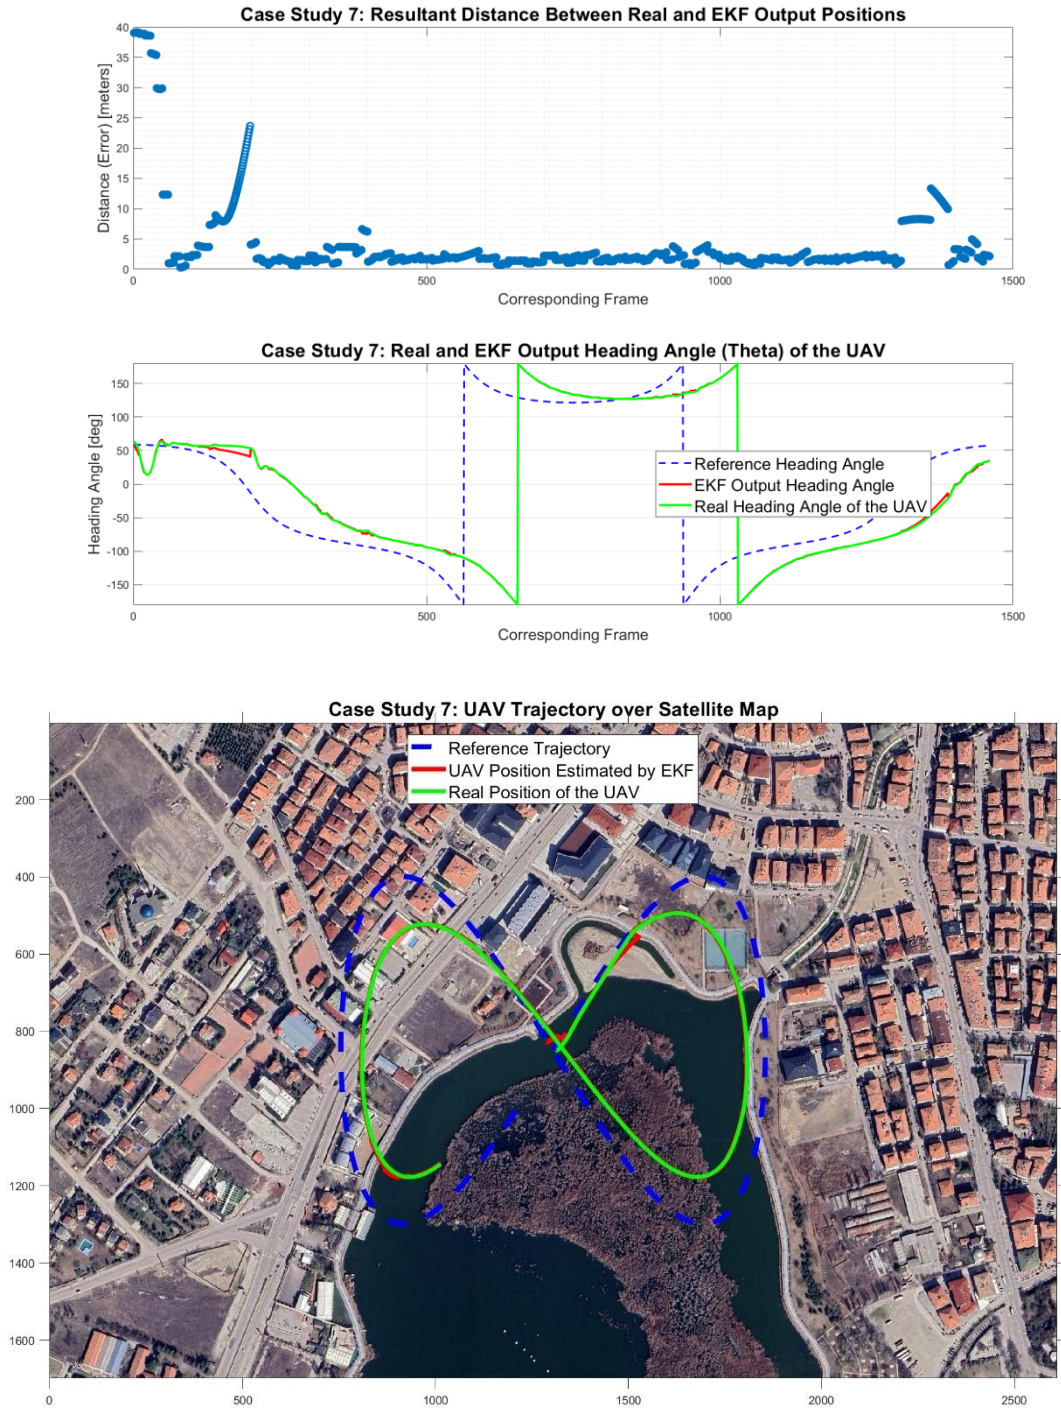 Case Study 7: Resultant Distance Between Real and EKF Output Positions
40
35
30
25
20
15
10
5
0
Distance (Error) [meters]
0 500 1000 1500
Corresponding Frame
Case Study 7: Real and EKF Output Heading Angle (Theta) of the UAV
150
100
50
0
-50
-100
-150
Heading Angle [deg]
Reference Heading Angle
EKF Output Heading Angle
Real Heading Angle of the UAV
0 500 1000 1500
Corresponding Frame
Case Study 7: UAV Trajectory over Satellite Map
Reference Trajectory
UAV Position Estimated by EKF
Real Position of the UAV
200
400
600
800
1000
1200
1400
1600
0 500 1000 1500 2000 2500